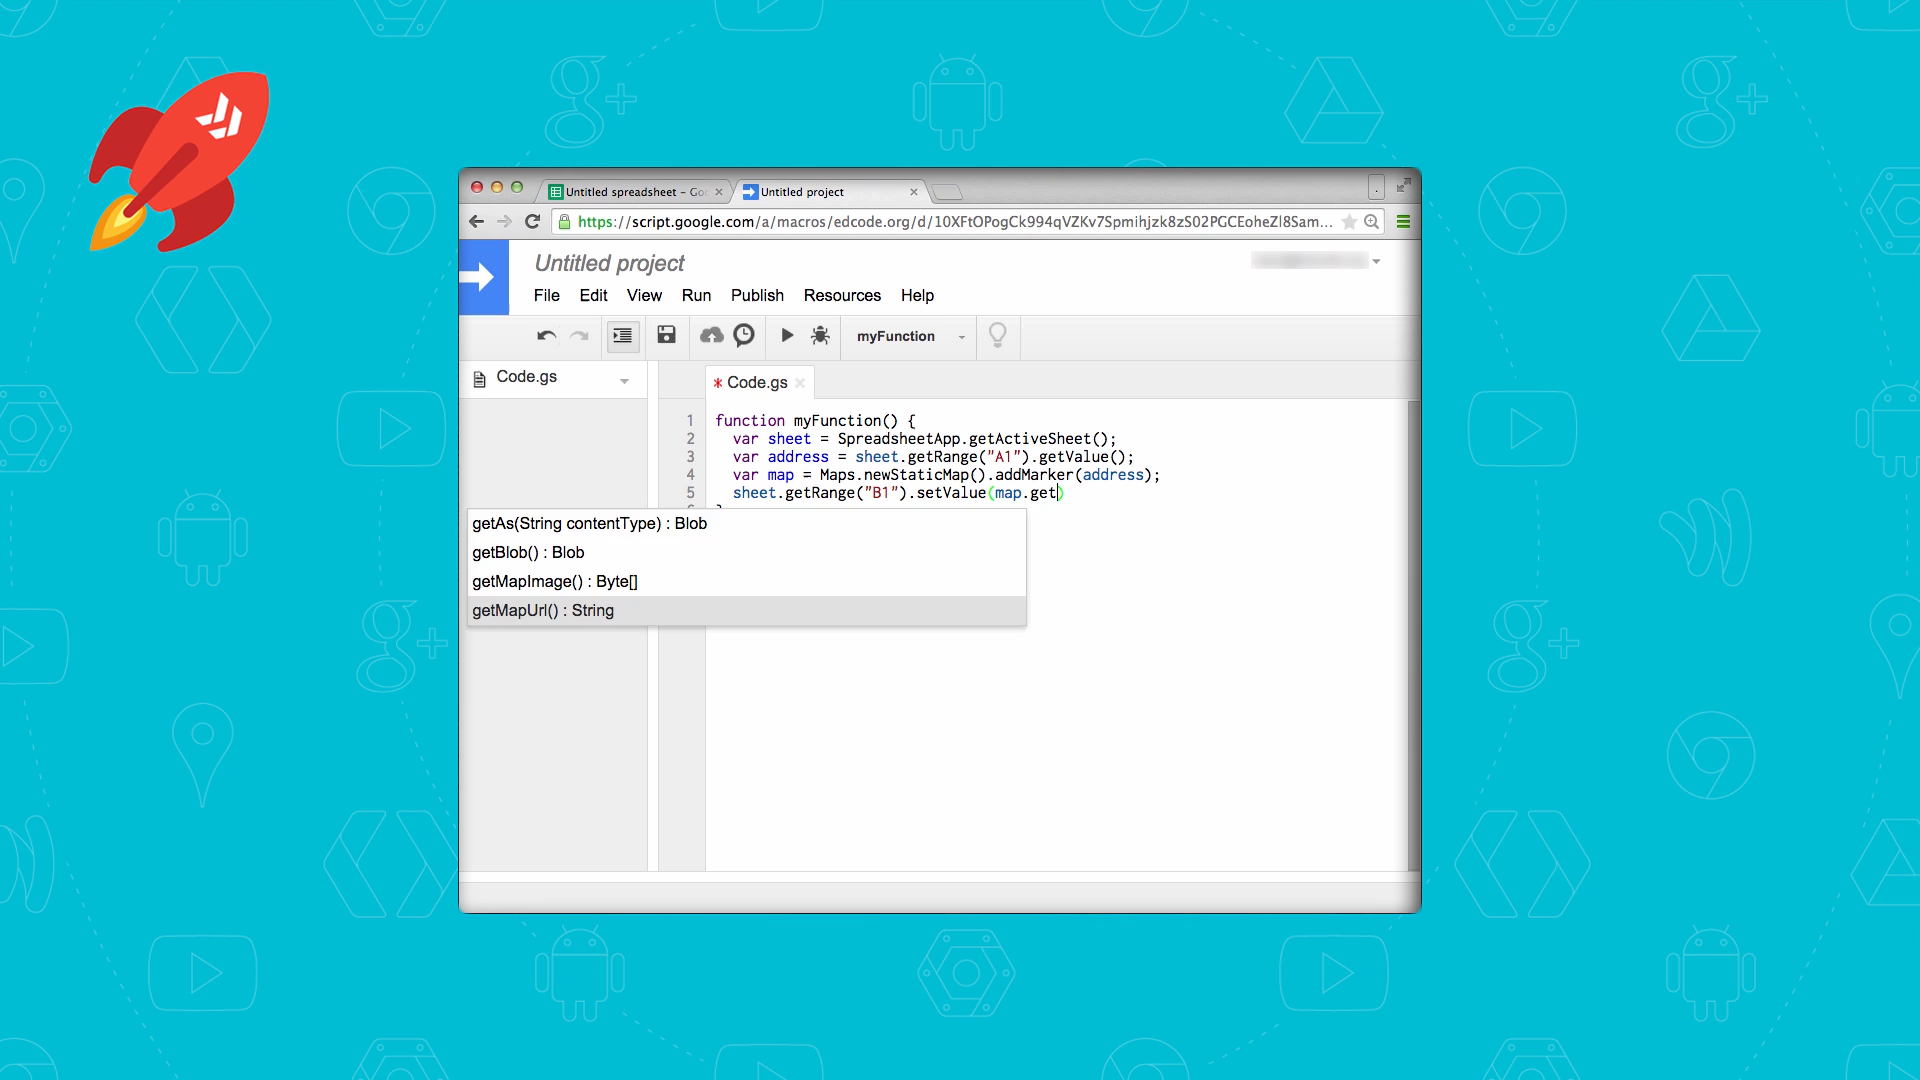 Untitled spreadsheet - Go
Untitled project
https://script.google.com/a/macros/edcode.org/d/10XFtOPogCk994qVZKv7Spmihjzk8zS02PGCEoheZl8Sam...
Untitled project
File Edit View Run Publish Resources Help
myFunction
Code.gs
* Code.gs
1 function myFunction() {
2 var sheet = SpreadsheetApp.getActiveSheet();
3 var address = sheet.getRange("A1").getValue();
4 var map = Maps.newStaticMap().addMarker(address);
5 sheet.getRange("B1").setValue(map.get)
getAs(String contentType) : Blob
getBlob() : Blob
getMapImage() : Byte[]
getMapUrl() : String